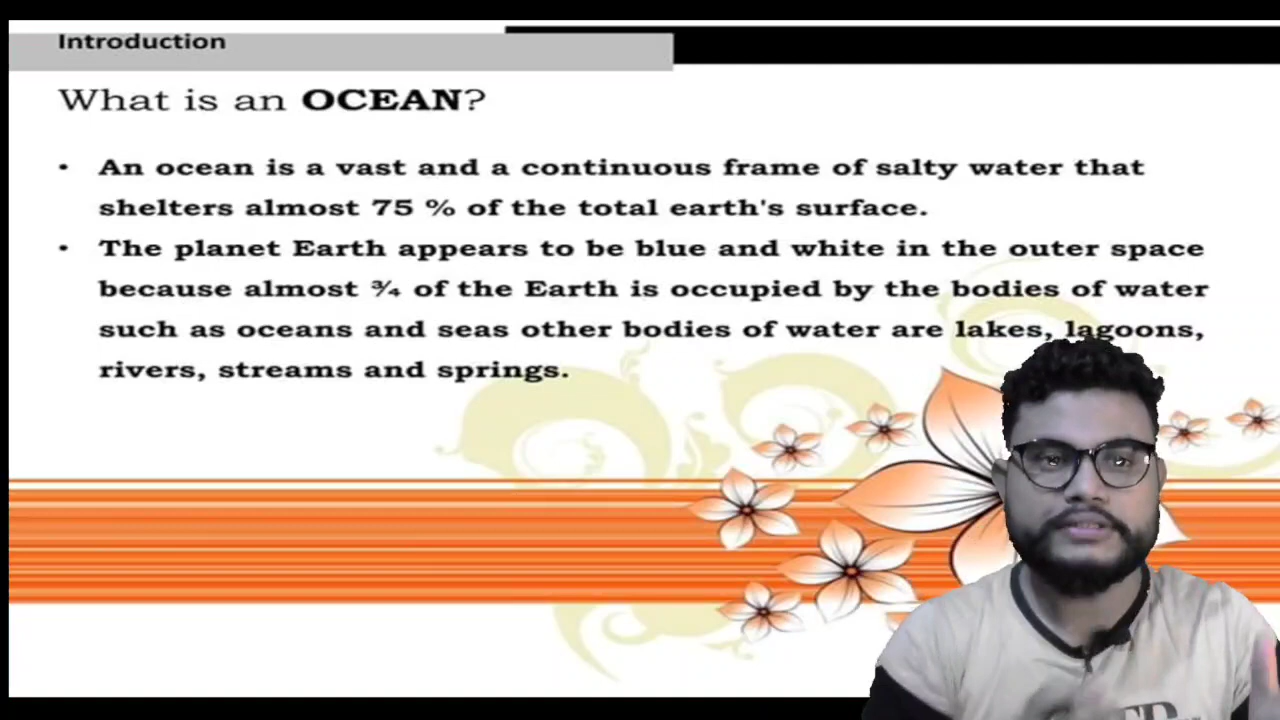 Introduction
What is an OCEAN?
• An ocean is a vast and a continuous frame of salty water that
shelters almost 75 % of the total earth's surface.
• The planet Earth appears to be blue and white in the outer space
because almost ¾ of the Earth is occupied by the bodies of water
such as oceans and seas other bodies of water are lakes, lagoons,
rivers, streams and springs.